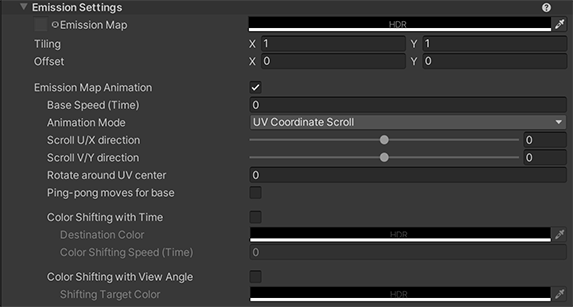 Emission Settings
Emission Map HDR
Tiling X 1 Y 1
Offset X 0 Y 0
Emission Map Animation
Base Speed (Time) 0
Animation Mode UV Coordinate Scroll
Scroll U/X direction 0
Scroll V/Y direction 0
Rotate around UV center 0
Ping-pong moves for base
Color Shifting with Time
Destination Color HDR
Color Shifting Speed (Time) 0
Color Shifting with View Angle
Shifting Target Color HDR